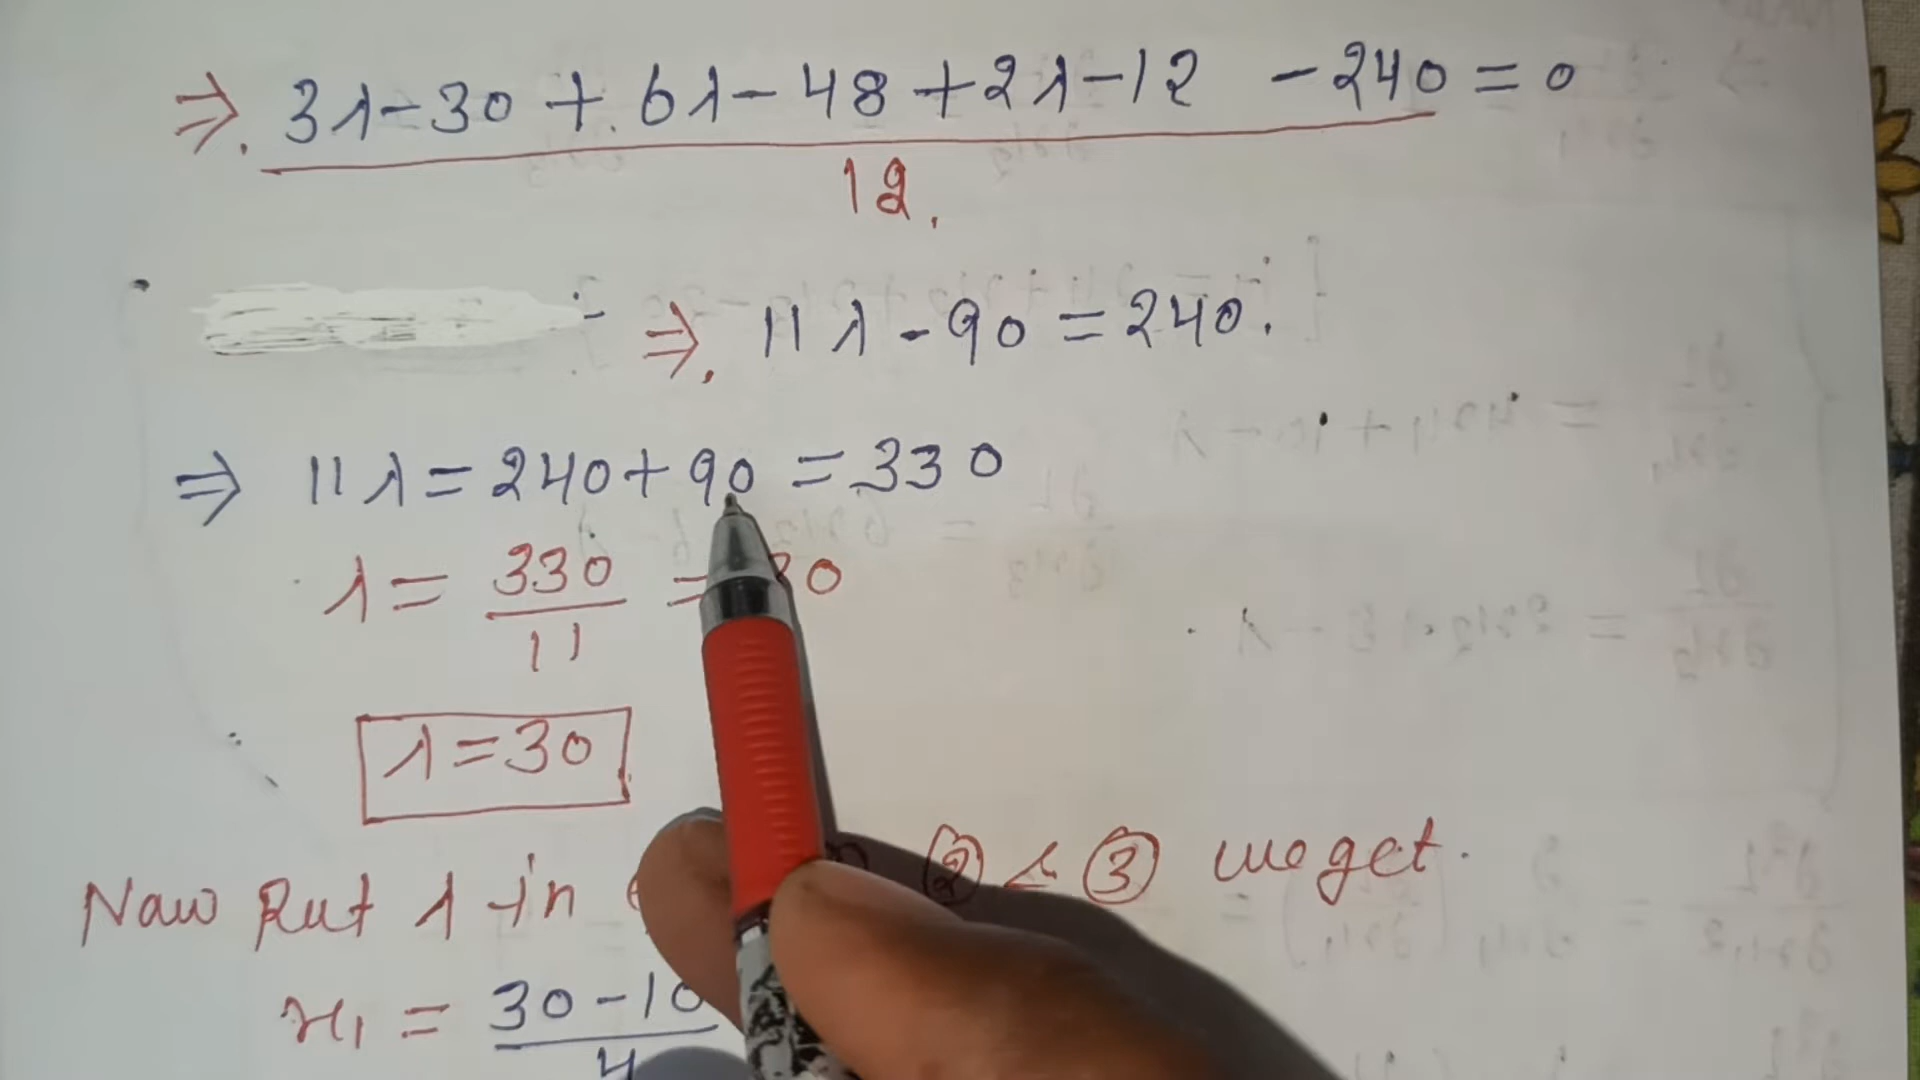 ⇒. 3λ-30 + 6λ-48 +2λ-12 -240 = 0
12.
⇒. 11λ-90 = 240.
⇒ 11λ = 240+90 = 330
λ = 330/11 = 30
λ=30
Now Put λ in ② & ③ we get.
x₁ = 30-10/4